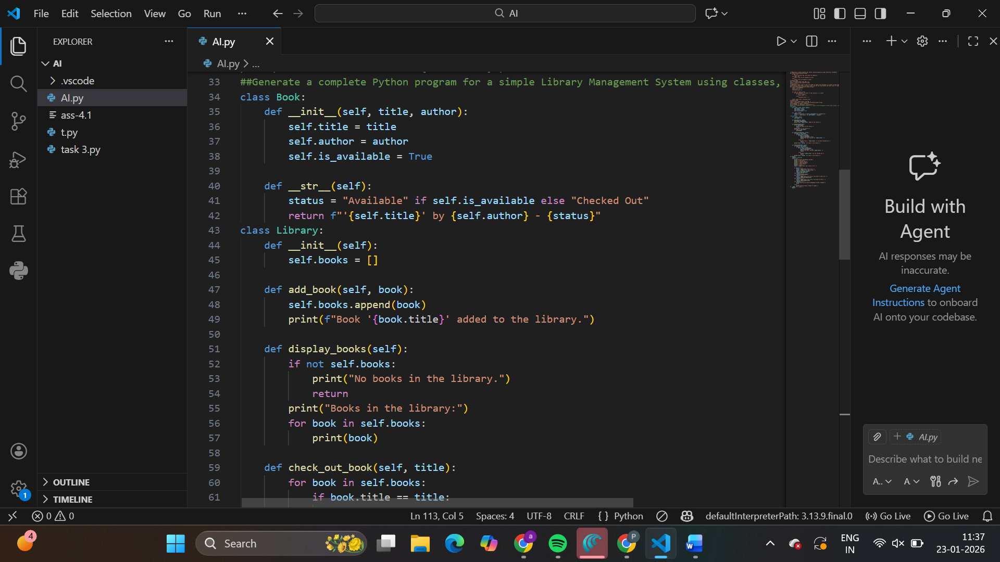 File Edit Selection View Go Run ...
AI
EXPLORER
AI
.vscode
AI.py
ass-4.1
t.py
task 3.py
OUTLINE
TIMELINE
1
AI.py
AI.py > ...
33 ##Generate a complete Python program for a simple Library Management System using classes,
34 class Book:
35     def __init__(self, title, author):
36         self.title = title
37         self.author = author
38         self.is_available = True
39
40     def __str__(self):
41         status = "Available" if self.is_available else "Checked Out"
42         return f"'{self.title}' by {self.author} - {status}"
43 class Library:
44     def __init__(self):
45         self.books = []
46
47     def add_book(self, book):
48         self.books.append(book)
49         print(f"Book '{book.title}' added to the library.")
50
51     def display_books(self):
52         if not self.books:
53             print("No books in the library.")
54             return
55         print("Books in the library:")
56         for book in self.books:
57             print(book)
58
59     def check_out_book(self, title):
60         for book in self.books:
61             if book.title == title:
Build with
Agent
AI responses may be
inaccurate.
Generate Agent
Instructions to onboard
AI onto your codebase.
AI.py
Describe what to build ne
A.. A
0 0
Ln 113, Col 5 Spaces: 4 UTF-8 CRLF { } Python defaultInterpreterPath: 3.13.9.final.0 Go Live Go Live
4
Search
a
P
W
ENG
IN
11:37
23-01-2026